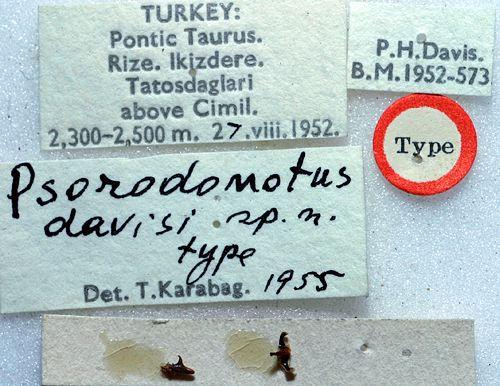 TURKEY:
Pontic Taurus.
Rize. Ikizdere.
Tatosdaglari
above Cimil.
2,300–2,500 m. 27.viii.1952.
P.H.Davis.
B.M.1952-573
Type
Psorodonotus
davisi sp. n.
type
Det. T.Karabag. 1955